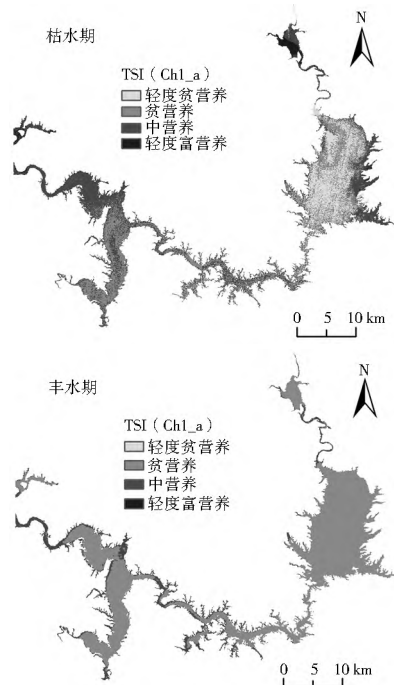 枯水期
N
TSI（Ch1_a）
轻度贫营养
贫营养
中营养
轻度富营养
0 5 10 km
丰水期
N
TSI（Ch1_a）
轻度贫营养
贫营养
中营养
轻度富营养
0 5 10 km